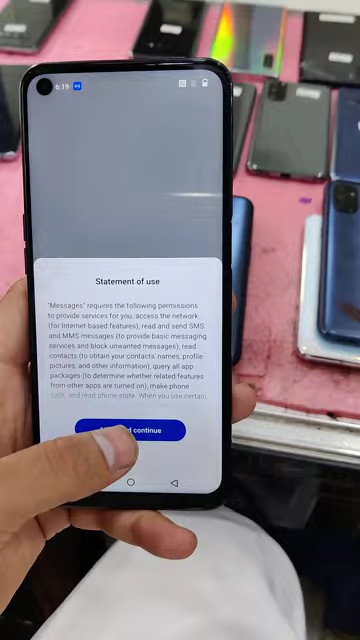 6:19
Statement of use
"Messages" requires the following permissions
to provide services for you: access the network
(for Internet-based features), read and send SMS
and MMS messages (to provide basic messaging
services and block unwanted messages), read
contacts (to obtain your contacts' names, profile
pictures, and other information), query all app
packages (to determine whether related features
from other apps are turned on), make phone
calls, and read phone state. When you use certain
continue